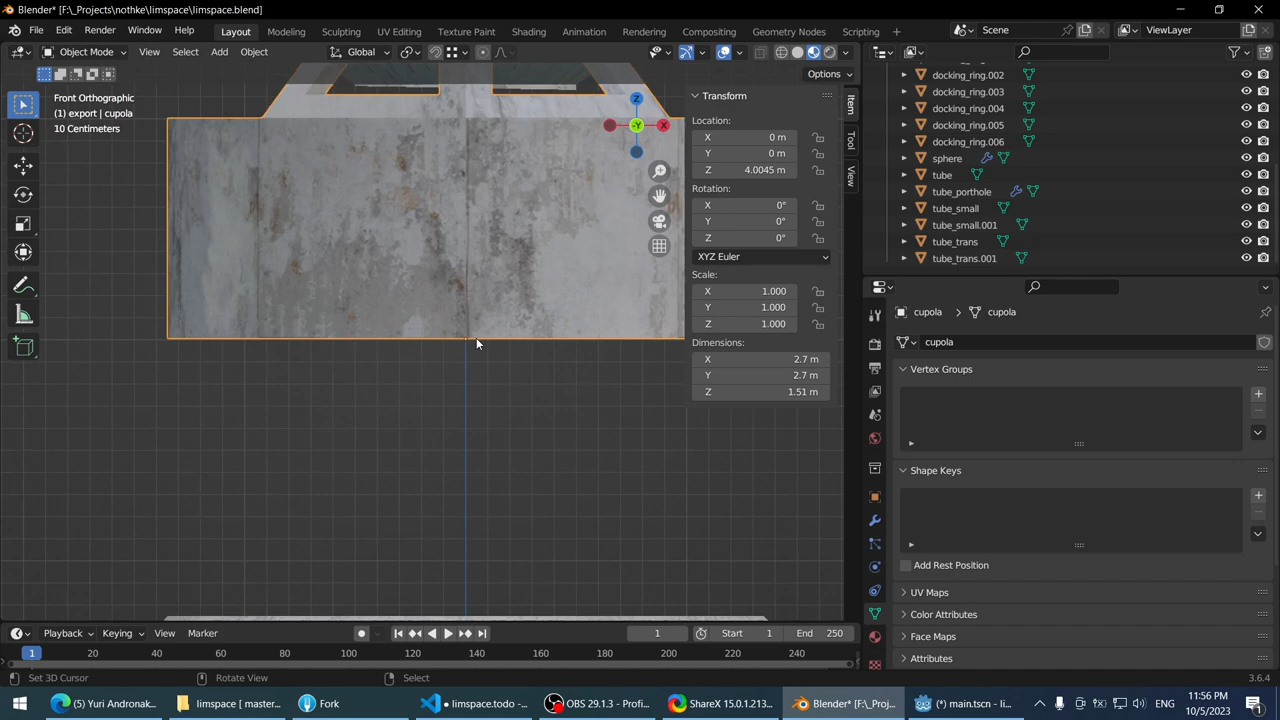 Blender* [F:\_Projects\nothke\limspace\limspace.blend]
File Edit Render Window Help Layout Modeling Sculpting UV Editing Texture Paint Shading Animation Rendering Compositing Geometry Nodes Scripting + Scene ViewLayer
Object Mode View Select Add Object Global
Options
Front Orthographic
(1) export | cupola
10 Centimeters
Z
-Y
X
Transform
Location:
X 0 m
Y 0 m
Z 4.0045 m
Rotation:
X 0°
Y 0°
Z 0°
XYZ Euler
Scale:
X 1.000
Y 1.000
Z 1.000
Dimensions:
X 2.7 m
Y 2.7 m
Z 1.51 m
Item
Tool
View
docking_ring.002
docking_ring.003
docking_ring.004
docking_ring.005
docking_ring.006
sphere
tube
tube_porthole
tube_small
tube_small.001
tube_trans
tube_trans.001
cupola > cupola
cupola
Vertex Groups
Shape Keys
Add Rest Position
UV Maps
Color Attributes
Face Maps
Attributes
Playback Keying View Marker 1 Start 1 End 250
1 20 40 60 80 100 120 140 160 180 200 220 240
Set 3D Cursor Rotate View Select 3.6.4
(5) Yuri Andronak... limspace [ master... Fork • limspace.todo - ... OBS 29.1.3 - Profi... ShareX 15.0.1.213... Blender* [F:\_Proj... (*) main.tscn - li... ENG 11:56 PM
10/5/2023